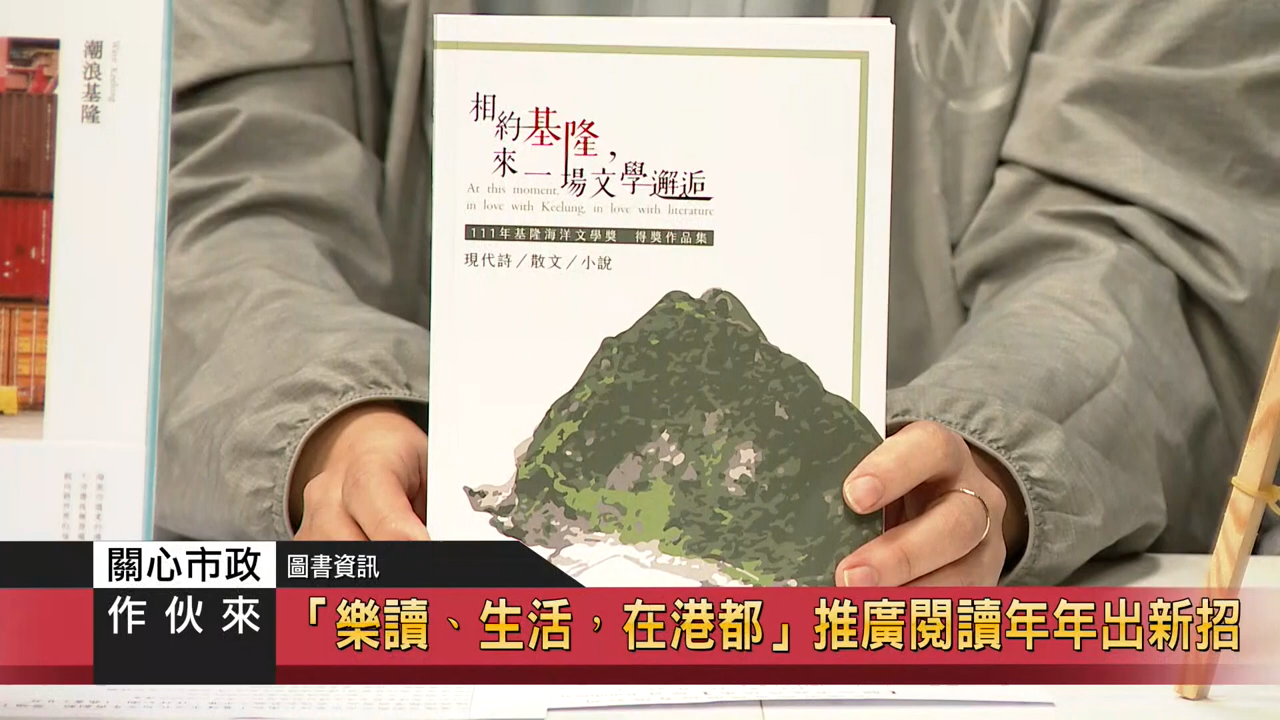 潮浪基隆
相約基隆，
來一場文學邂逅
At this moment,
in love with Keelung, in love with literature
111年基隆海洋文學獎 得獎作品集
現代詩／散文／小說
關心市政
作伙來
圖書資訊
「樂讀、生活，在港都」推廣閱讀年年出新招